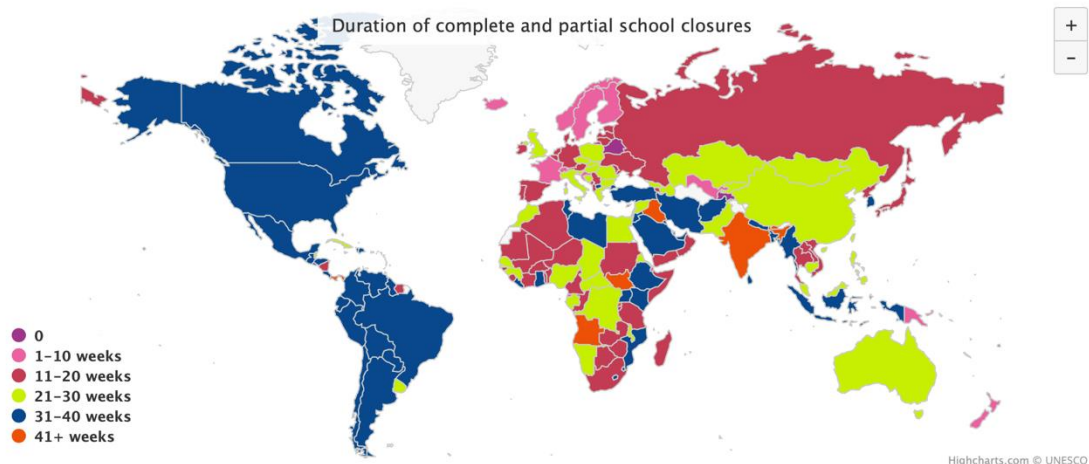 Duration of complete and partial school closures
+
-
0
1-10 weeks
11-20 weeks
21-30 weeks
31-40 weeks
41+ weeks
Highcharts.com © UNESCO